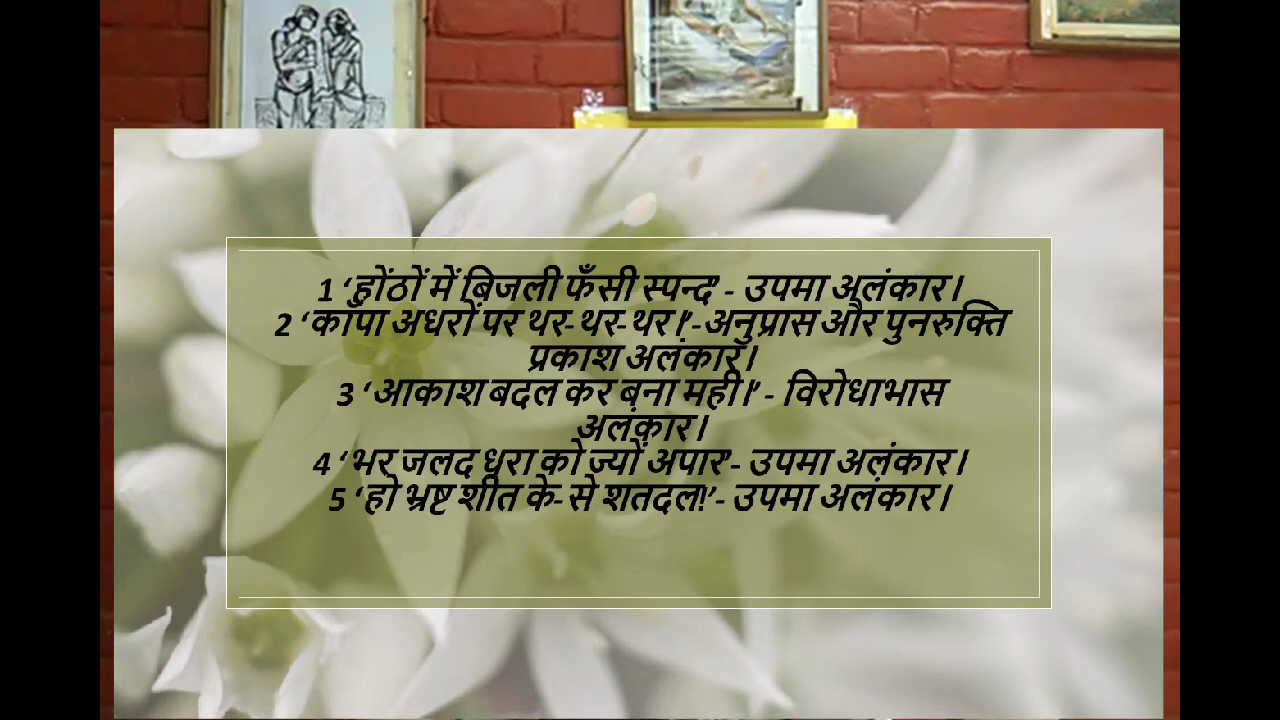 1 ‘होंठों में बिजली फँसी स्पन्द’ - उपमा अलंकार।
2 ‘काँपा अधरों पर थर- थर- थर।’ - अनुप्रास और पुनरुक्ति
प्रकाश अलंकार।
3 ‘आकाश बदल कर बना मही।’ - विरोधाभास
अलंकार।
4 ‘भर जलद धरा को ज्यों अपार’- उपमा अलंकार।
5 ‘हो भ्रष्ट शीत के- से शतदल!’- उपमा अलंकार।